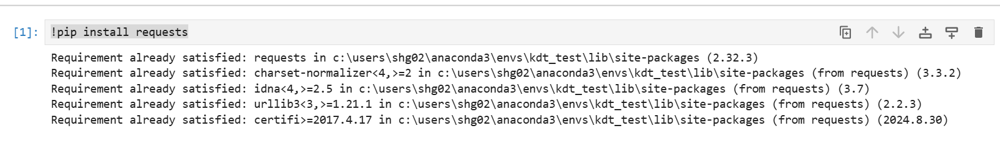 [1]: !pip install requests
Requirement already satisfied: requests in c:\users\shg02\anaconda3\envs\kdt_test\lib\site-packages (2.32.3)
Requirement already satisfied: charset-normalizer<4,>=2 in c:\users\shg02\anaconda3\envs\kdt_test\lib\site-packages (from requests) (3.3.2)
Requirement already satisfied: idna<4,>=2.5 in c:\users\shg02\anaconda3\envs\kdt_test\lib\site-packages (from requests) (3.7)
Requirement already satisfied: urllib3<3,>=1.21.1 in c:\users\shg02\anaconda3\envs\kdt_test\lib\site-packages (from requests) (2.2.3)
Requirement already satisfied: certifi>=2017.4.17 in c:\users\shg02\anaconda3\envs\kdt_test\lib\site-packages (from requests) (2024.8.30)